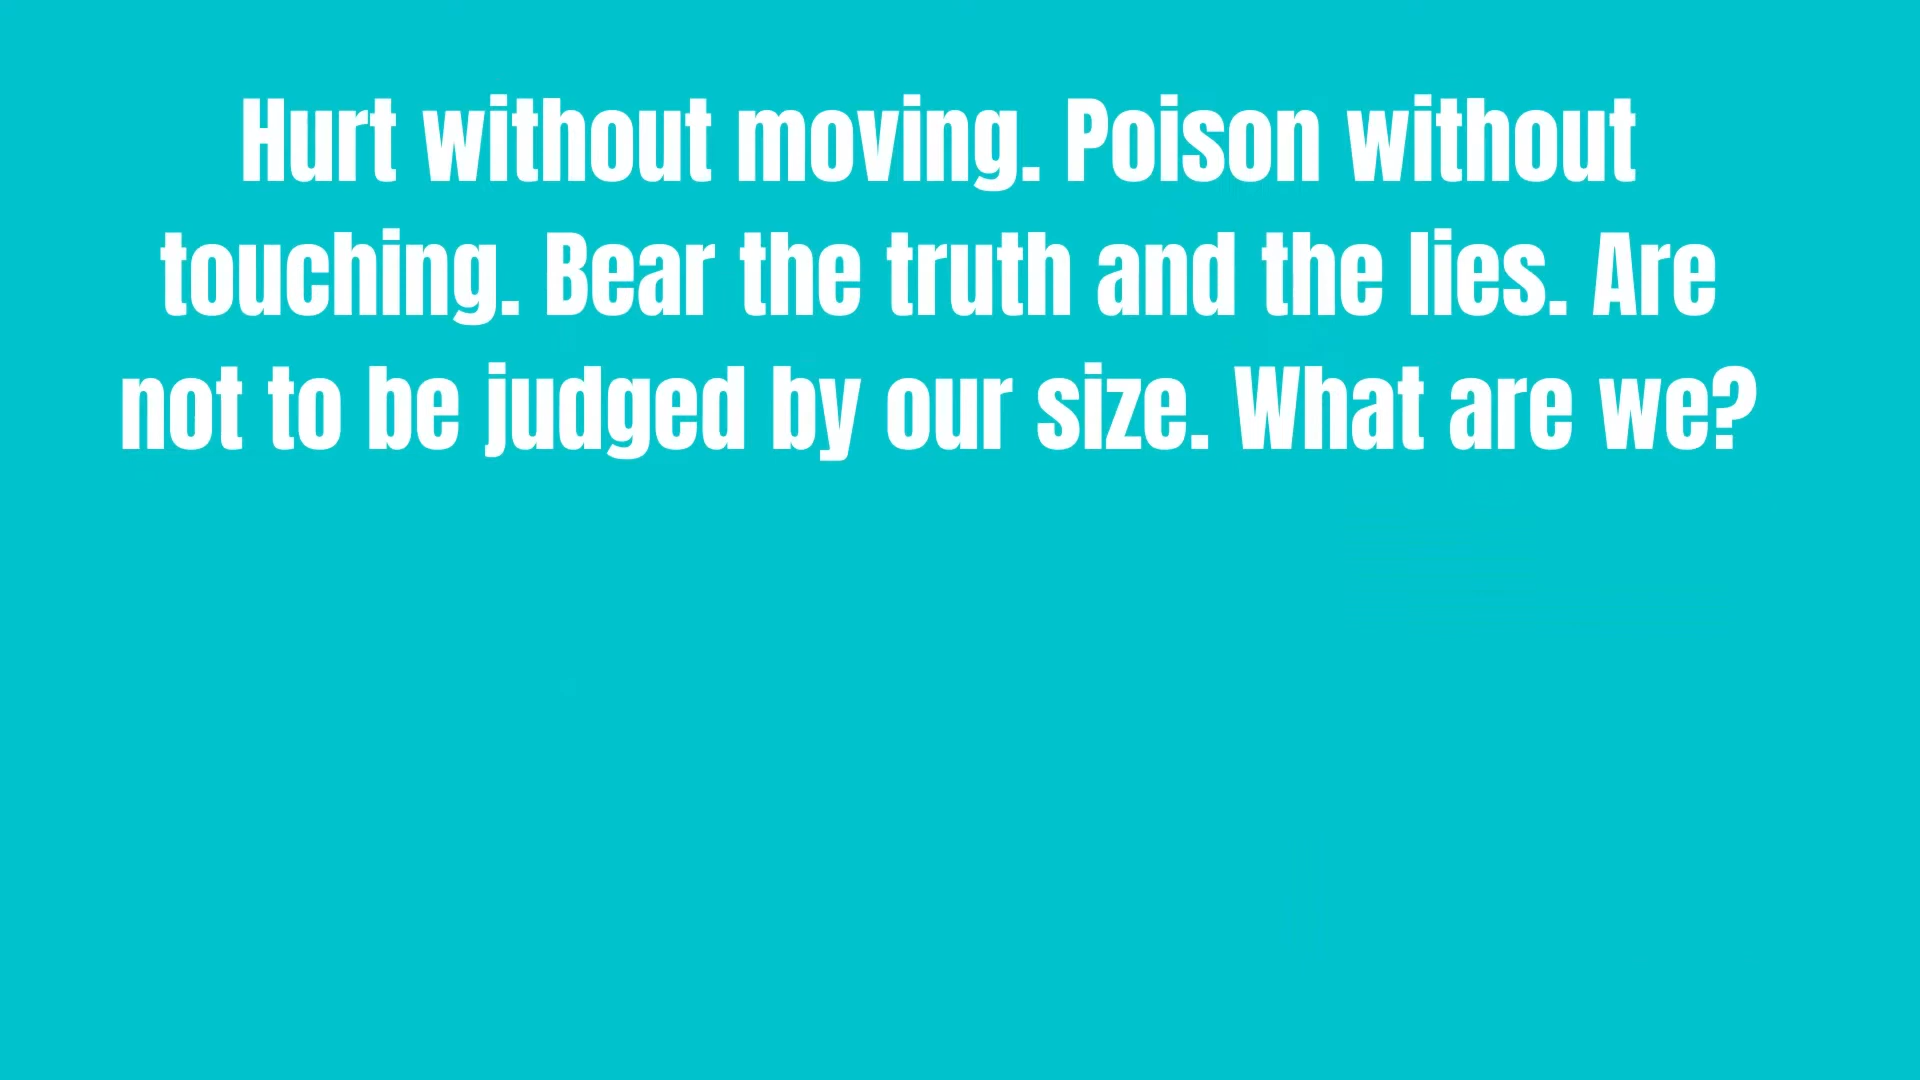 Hurt without moving. Poison without
touching. Bear the truth and the lies. Are
not to be judged by our size. What are we?